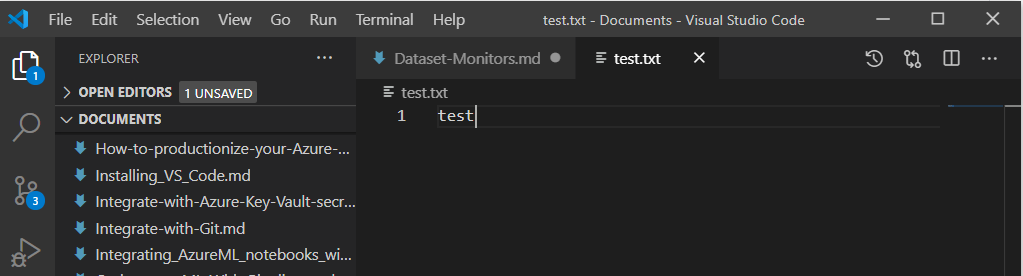 File Edit Selection View Go Run Terminal Help test.txt - Documents - Visual Studio Code
EXPLORER
Dataset-Monitors.md
test.txt
1
OPEN EDITORS 1 UNSAVED
test.txt
DOCUMENTS
1 test
How-to-productionize-your-Azure-...
Installing_VS_Code.md
Integrate-with-Azure-Key-Vault-secr...
3
Integrate-with-Git.md
Integrating_AzureML_notebooks_wi...